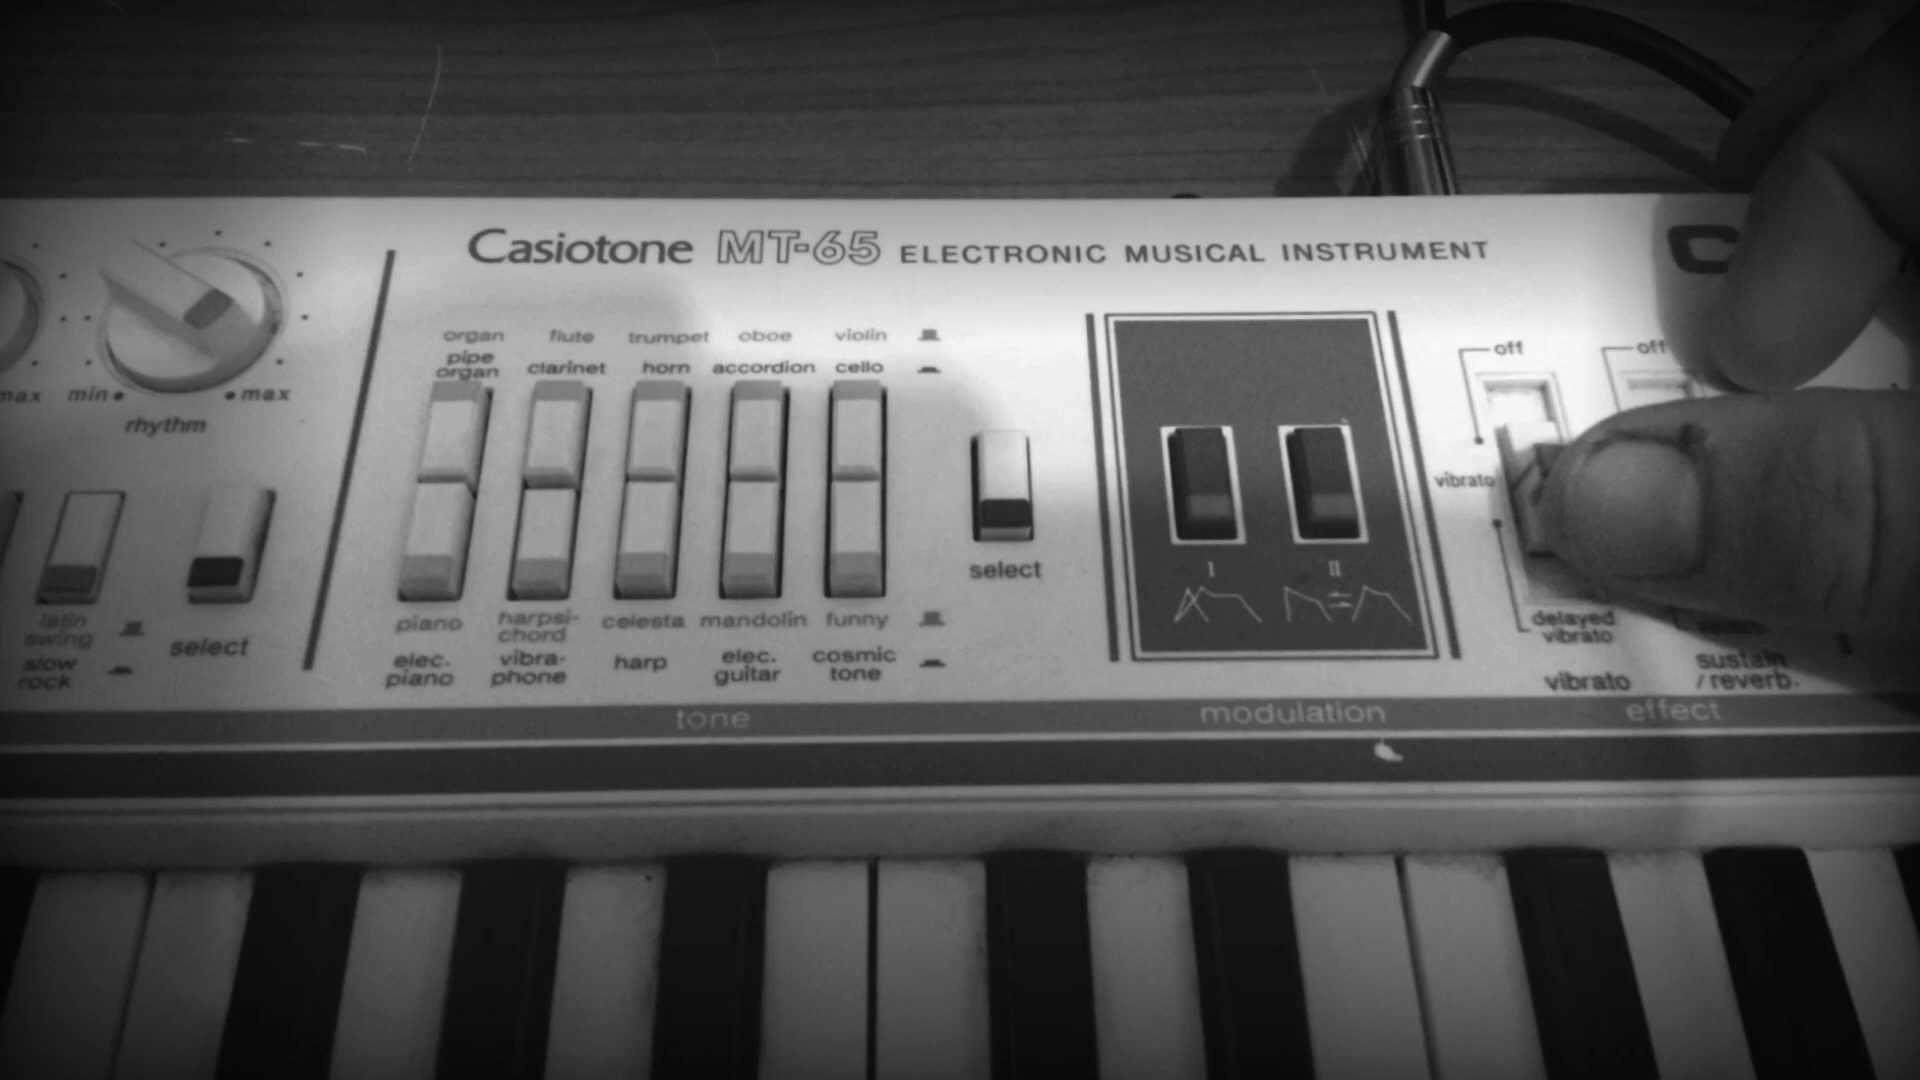 Casiotone MT-65 ELECTRONIC MUSICAL INSTRUMENT C
organ flute trumpet oboe violin
pipe organ clarinet horn accordion cello
off off
max min max
rhythm
vibrato
select
I II
latin swing
select
piano harpsi-chord celesta mandolin funny
delayed vibrato
slow rock
elec. piano vibra-phone harp elec. guitar cosmic tone
vibrato sustain / reverb.
tone modulation effect